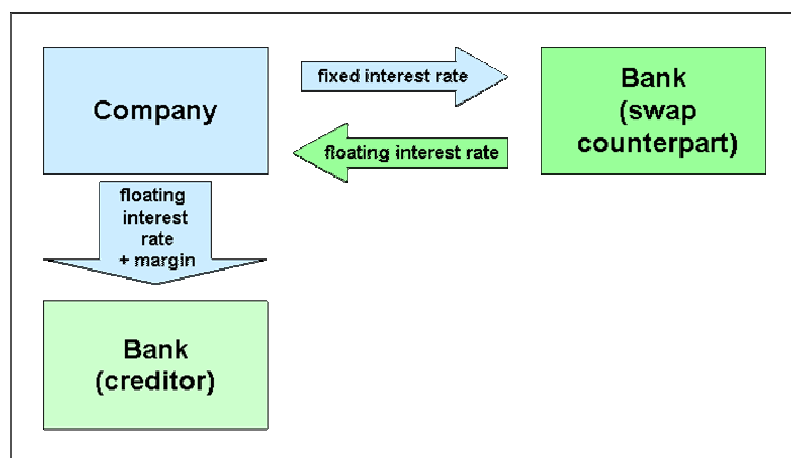 Company
fixed interest rate
floating interest rate
Bank
(swap
counterpart)
floating
interest
rate
+ margin
Bank
(creditor)